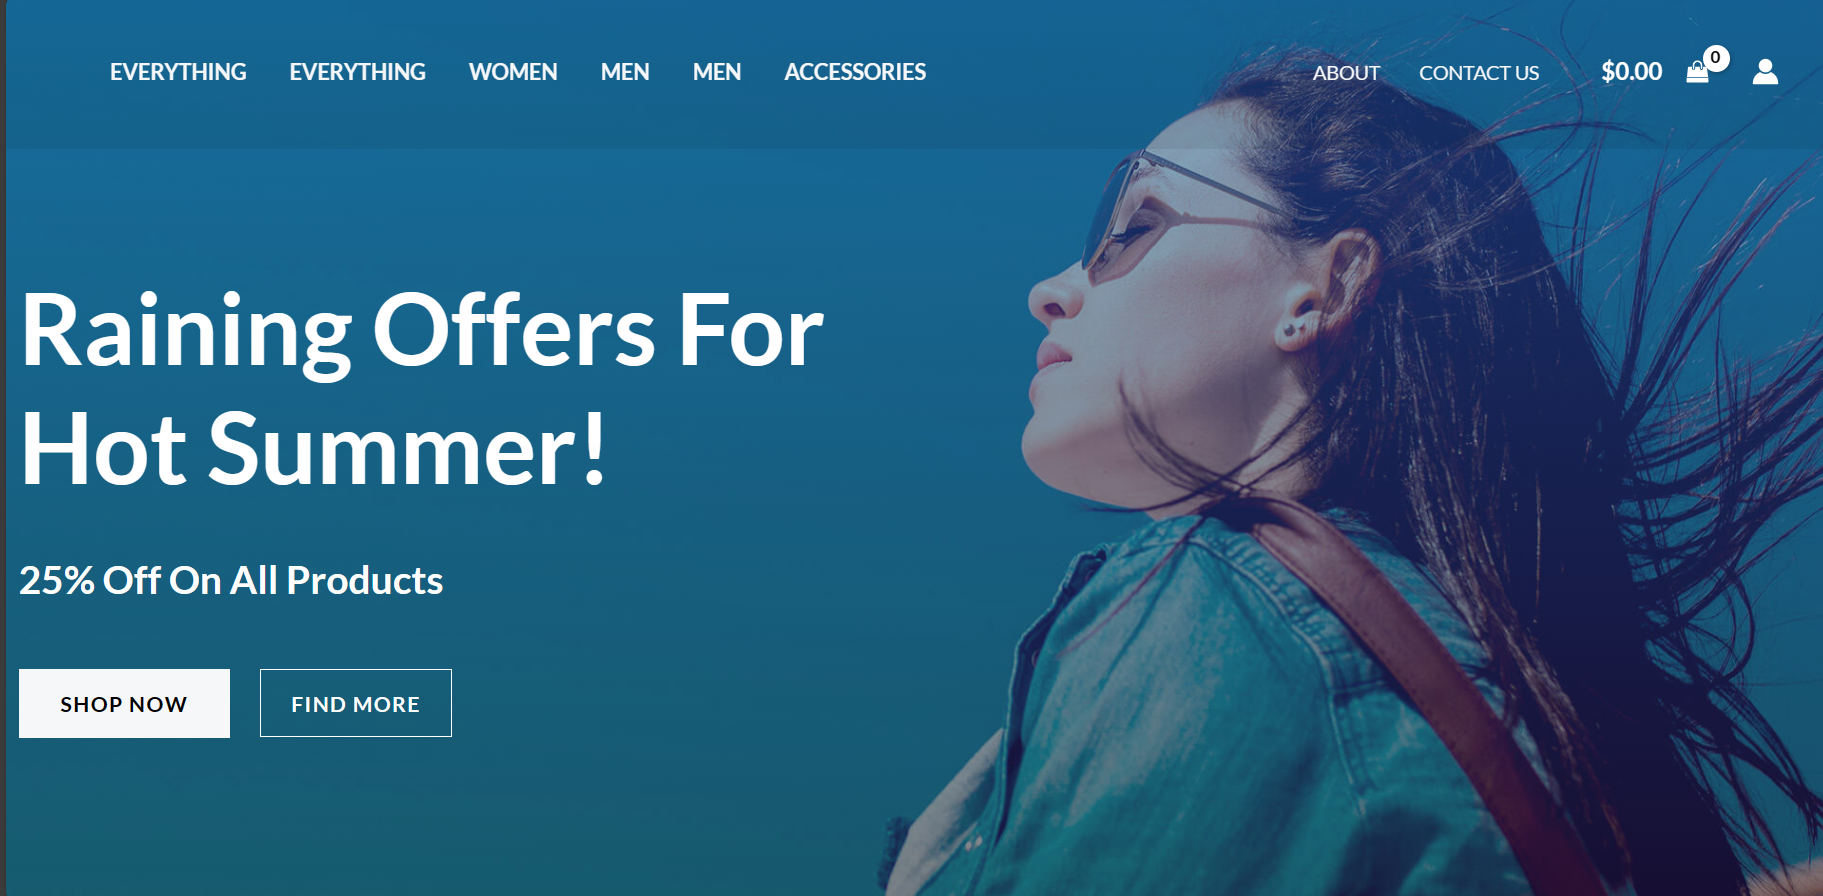 EVERYTHING EVERYTHING WOMEN MEN MEN ACCESSORIES ABOUT CONTACT US $0.00 0
Raining Offers For
Hot Summer!
25% Off On All Products
SHOP NOW FIND MORE